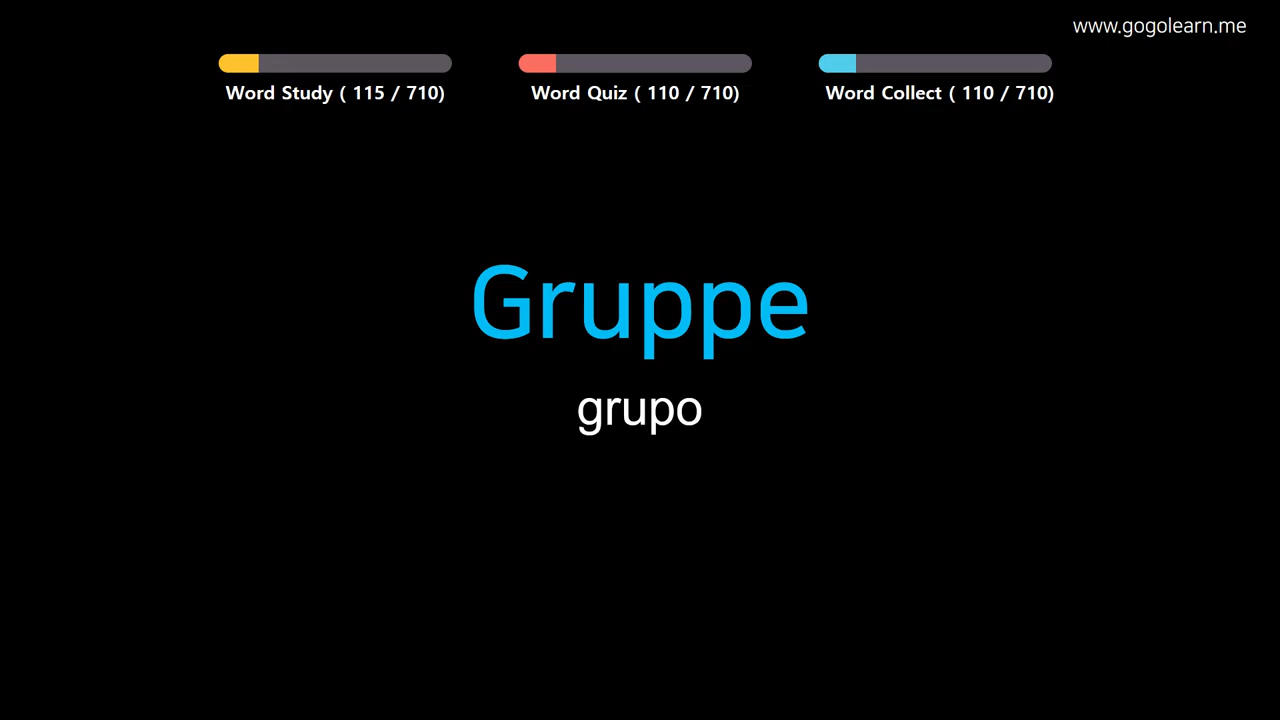 www.gogolearn.me
Word Study ( 115 / 710)
Word Quiz ( 110 / 710)
Word Collect ( 110 / 710)
Gruppe
grupo